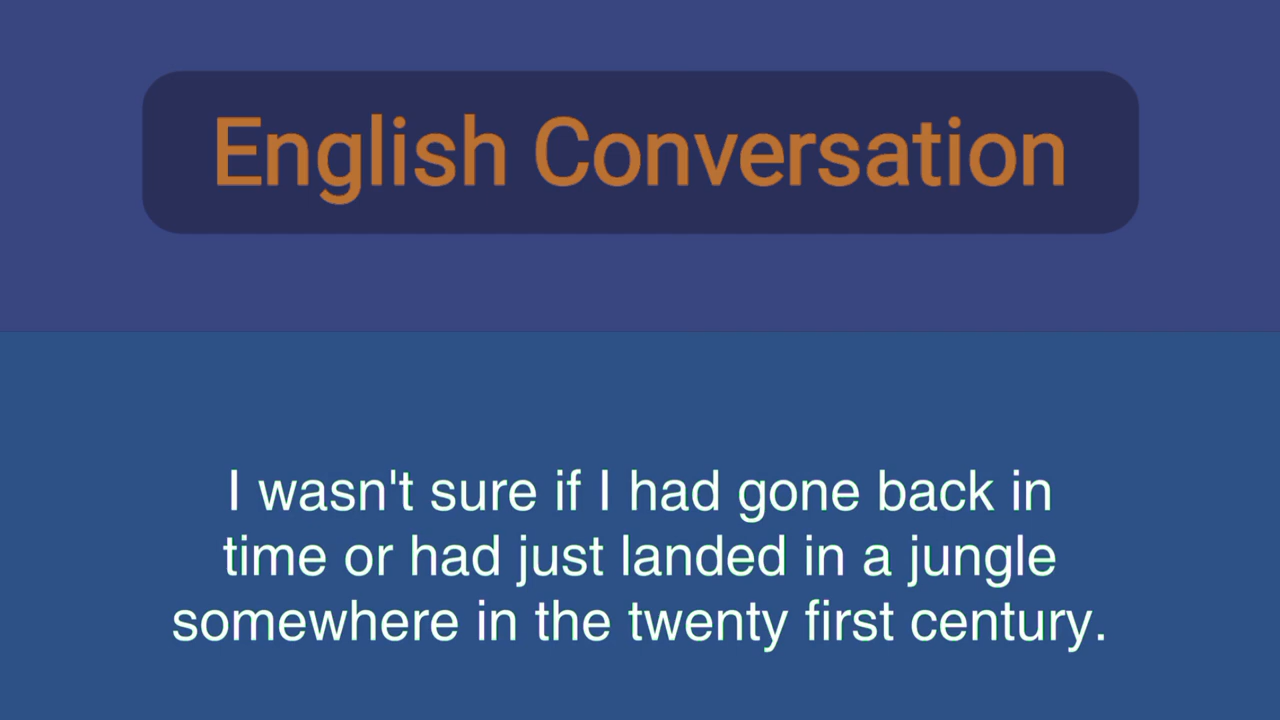 English Conversation
I wasn't sure if I had gone back in
time or had just landed in a jungle
somewhere in the twenty first century.